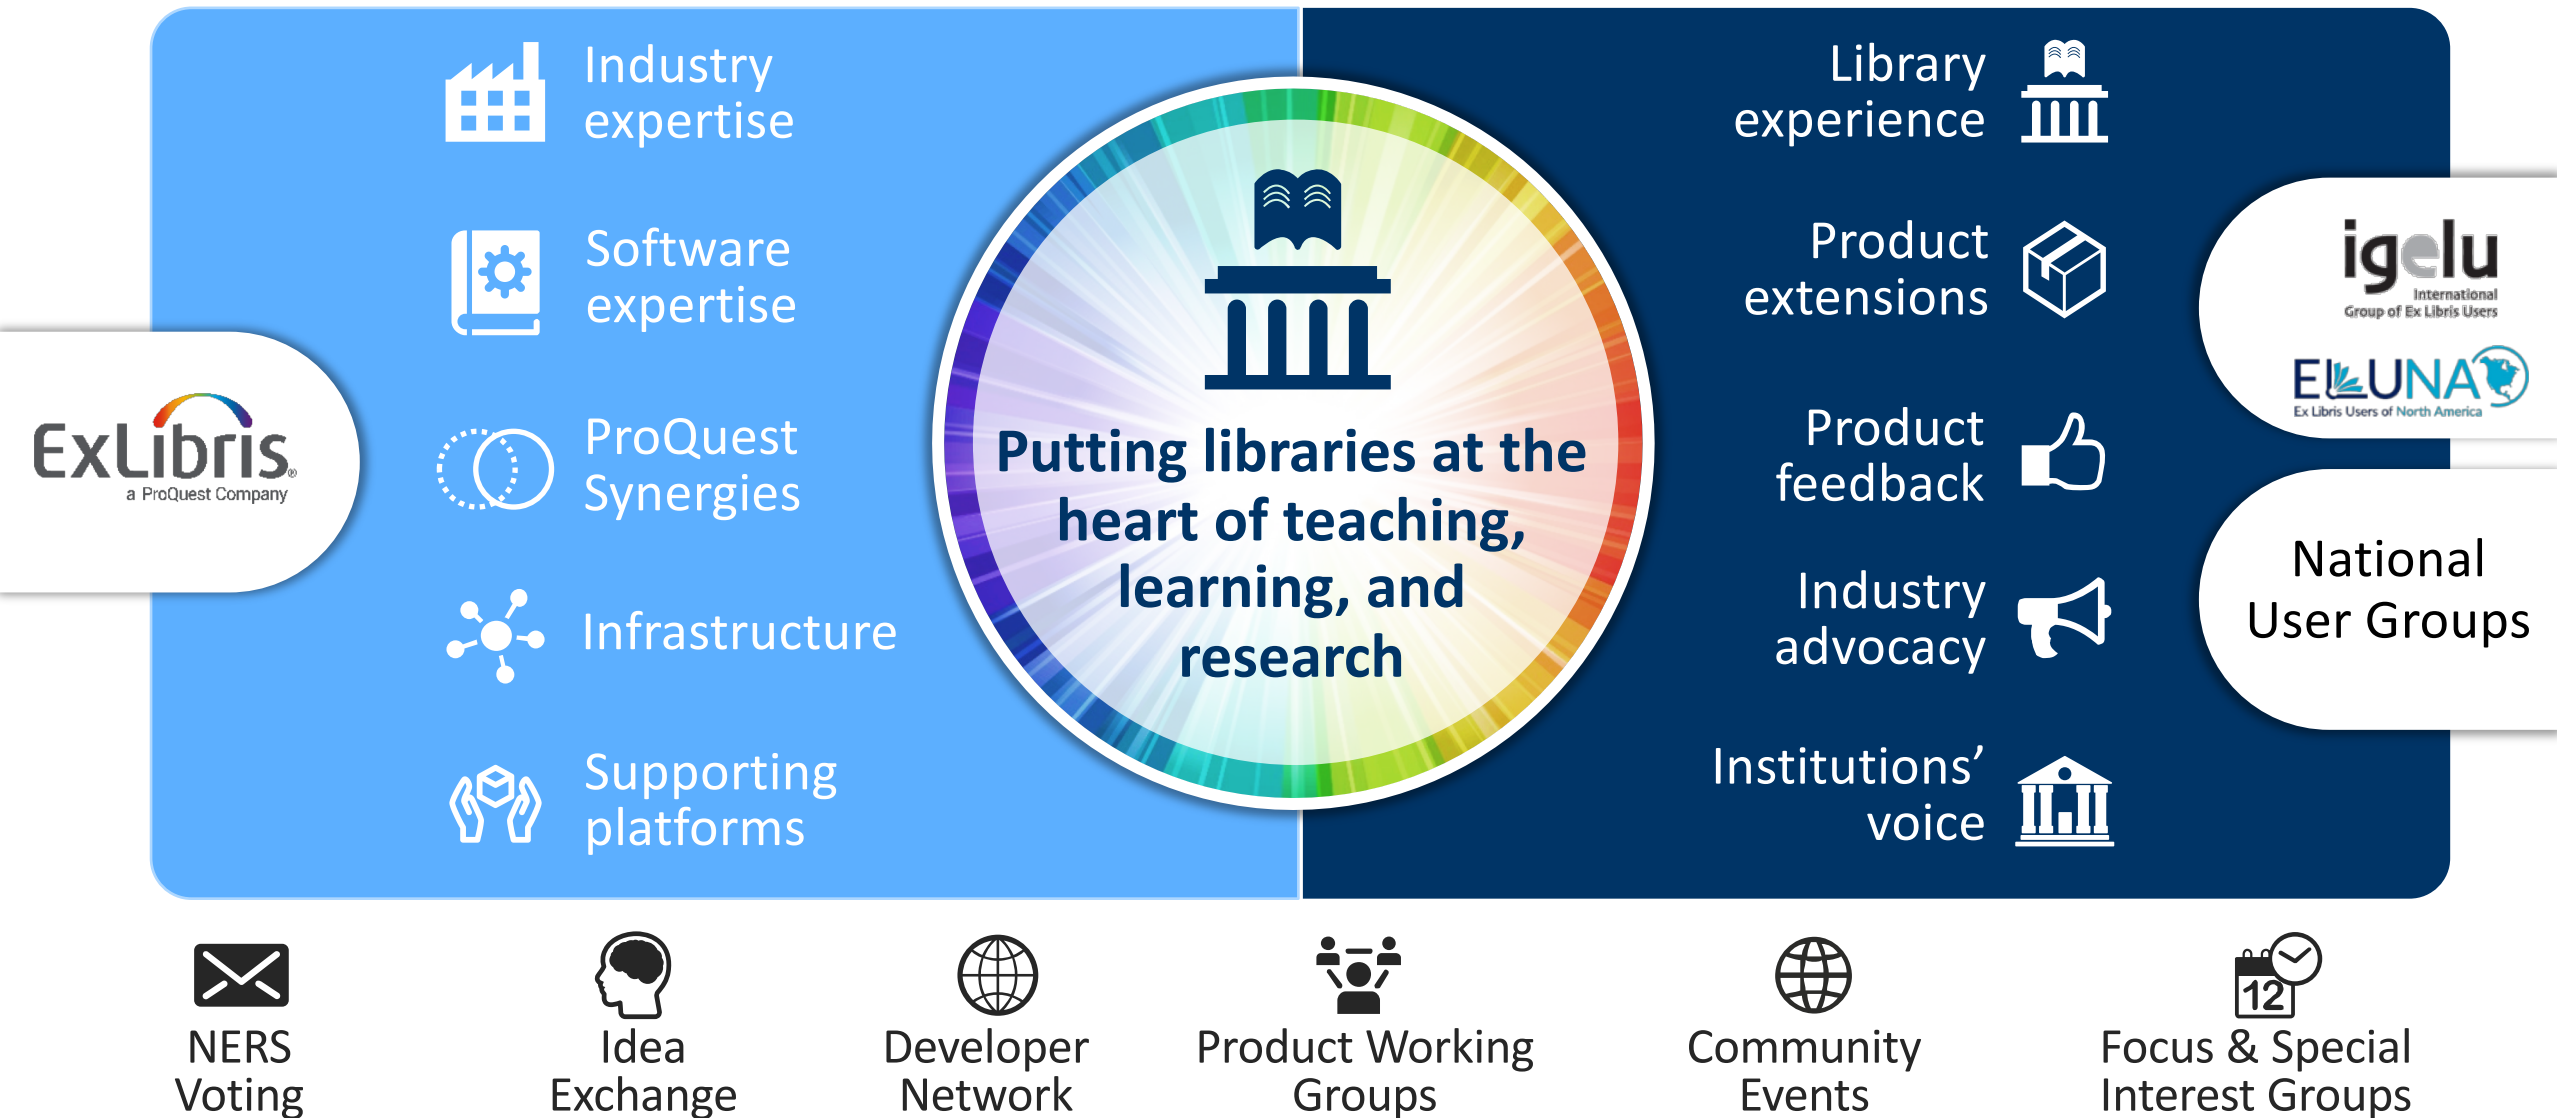 ExLibris®
a ProQuest Company
Industry
expertise
Software
expertise
ProQuest
Synergies
Infrastructure
Supporting
platforms
Putting libraries at the
heart of teaching,
learning, and
research
Library
experience
Product
extensions
Product
feedback
Industry
advocacy
Institutions’
voice
igelu
International
Group of Ex Libris Users
ELUNA
Ex Libris Users of North America
National
User Groups
NERS
Voting
Idea
Exchange
Developer
Network
Product Working
Groups
Community
Events
12
Focus & Special
Interest Groups